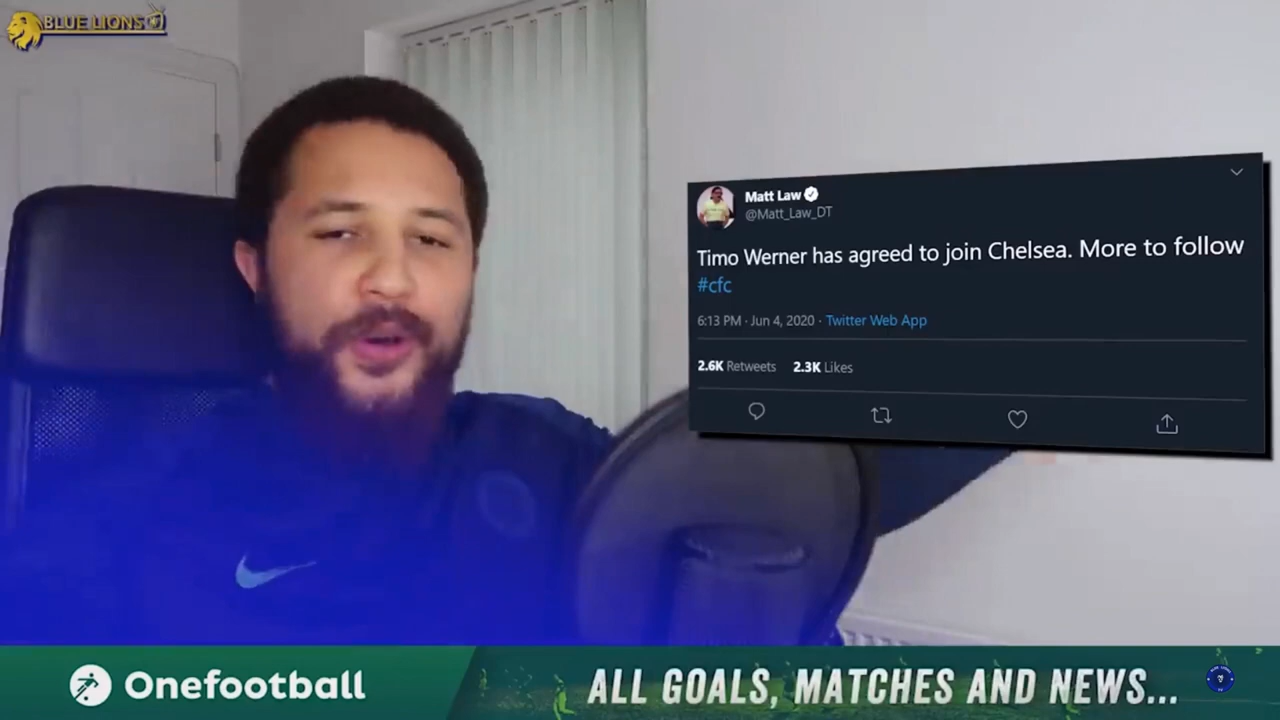 BLUE LIONS
Matt Law
@Matt_Law_DT
Timo Werner has agreed to join Chelsea. More to follow
#cfc
6:13 PM · Jun 4, 2020 · Twitter Web App
2.6K Retweets 2.3K Likes
Onefootball
ALL GOALS, MATCHES AND NEWS...